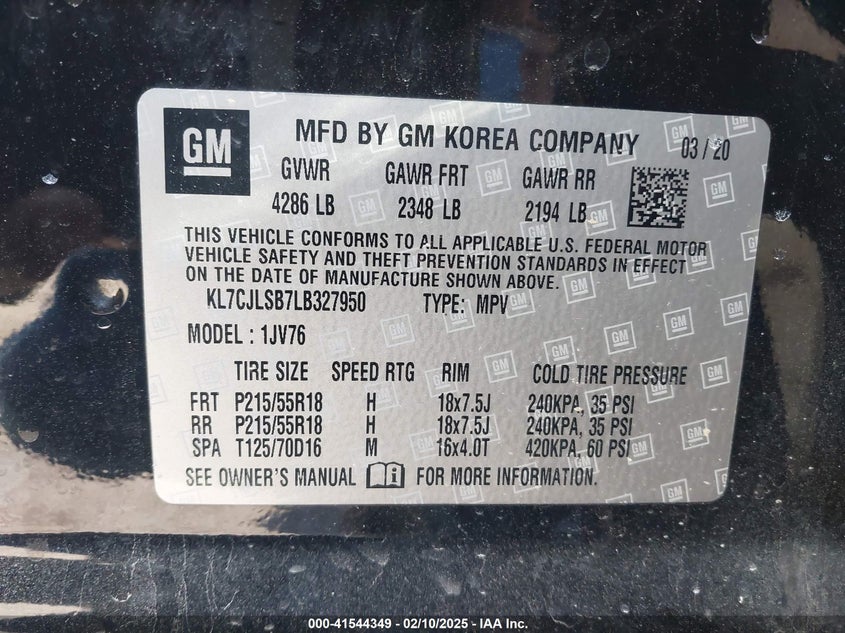 GM
MFD BY GM KOREA COMPANY 03 / 20
GVWR GAWR FRT GAWR RR
4286 LB 2348 LB 2194 LB
THIS VEHICLE CONFORMS TO ALL APPLICABLE U.S. FEDERAL MOTOR
VEHICLE SAFETY AND THEFT PREVENTION STANDARDS IN EFFECT
ON THE DATE OF MANUFACTURE SHOWN ABOVE.
KL7CJLSB7LB327950 TYPE: MPV
MODEL : 1JV76
TIRE SIZE SPEED RTG RIM COLD TIRE PRESSURE
FRT P215/55R18 H 18x7.5J 240KPA, 35 PSI
RR P215/55R18 H 18x7.5J 240KPA, 35 PSI
SPA T125/70D16 M 16x4.0T 420KPA, 60 PSI
SEE OWNER'S MANUAL FOR MORE INFORMATION.
000-41544349 - 02/10/2025 - IAA Inc.